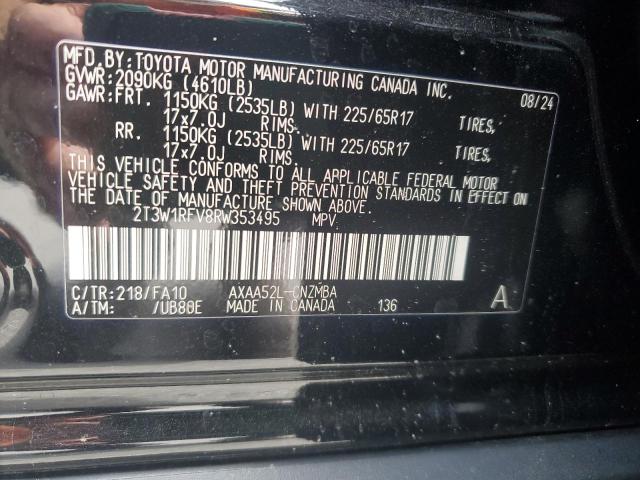 MFD.BY:TOYOTA MOTOR MANUFACTURING CANADA INC.
GVWR:2090KG (4610LB) 08/24
GAWR:FRT. 1150KG (2535LB) WITH 225/65R17 TIRES,
17x7.0J RIMS.
RR. 1150KG (2535LB) WITH 225/65R17 TIRES,
17x7.0J RIMS.
THIS VEHICLE CONFORMS TO ALL APPLICABLE FEDERAL MOTOR
VEHICLE SAFETY AND THEFT PREVENTION STANDARDS IN EFFECT ON
THE DATE OF MANUFACTURE SHOWN ABOVE.
2T3W1RFV8RW353495 MPV
C/TR:218/FA10 AXAA52L-CNZMBA A
A/TM: /UB80E MADE IN CANADA 136